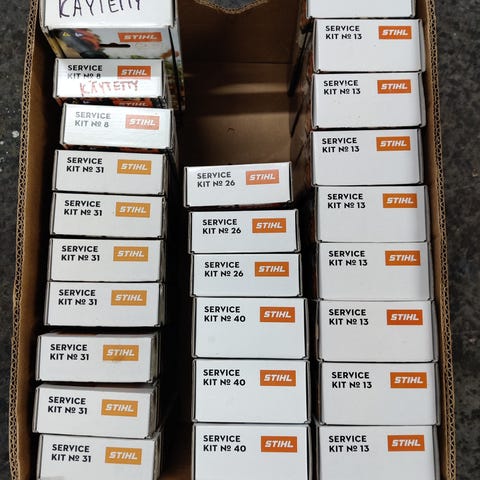 KÄYTETTY
STIHL
SERVICE
KIT Nº 8
STIHL
KÄYTETTY
SERVICE
KIT Nº 8
STIHL
SERVICE
KIT Nº 31
STIHL
SERVICE
KIT Nº 31
STIHL
SERVICE
KIT Nº 31
STIHL
SERVICE
KIT Nº 31
STIHL
SERVICE
KIT Nº 31
STIHL
SERVICE
KIT Nº 31
STIHL
SERVICE
KIT Nº 31
STIHL
SERVICE
KIT Nº 26
STIHL
SERVICE
KIT Nº 26
STIHL
SERVICE
KIT Nº 26
STIHL
SERVICE
KIT Nº 40
STIHL
SERVICE
KIT Nº 40
STIHL
SERVICE
KIT Nº 40
STIHL
SERVICE
KIT Nº 13
STIHL
SERVICE
KIT Nº 13
STIHL
SERVICE
KIT Nº 13
STIHL
SERVICE
KIT Nº 13
STIHL
SERVICE
KIT Nº 13
STIHL
SERVICE
KIT Nº 13
STIHL
SERVICE
KIT Nº 13
STIHL
SERVICE
KIT Nº 13
STIHL